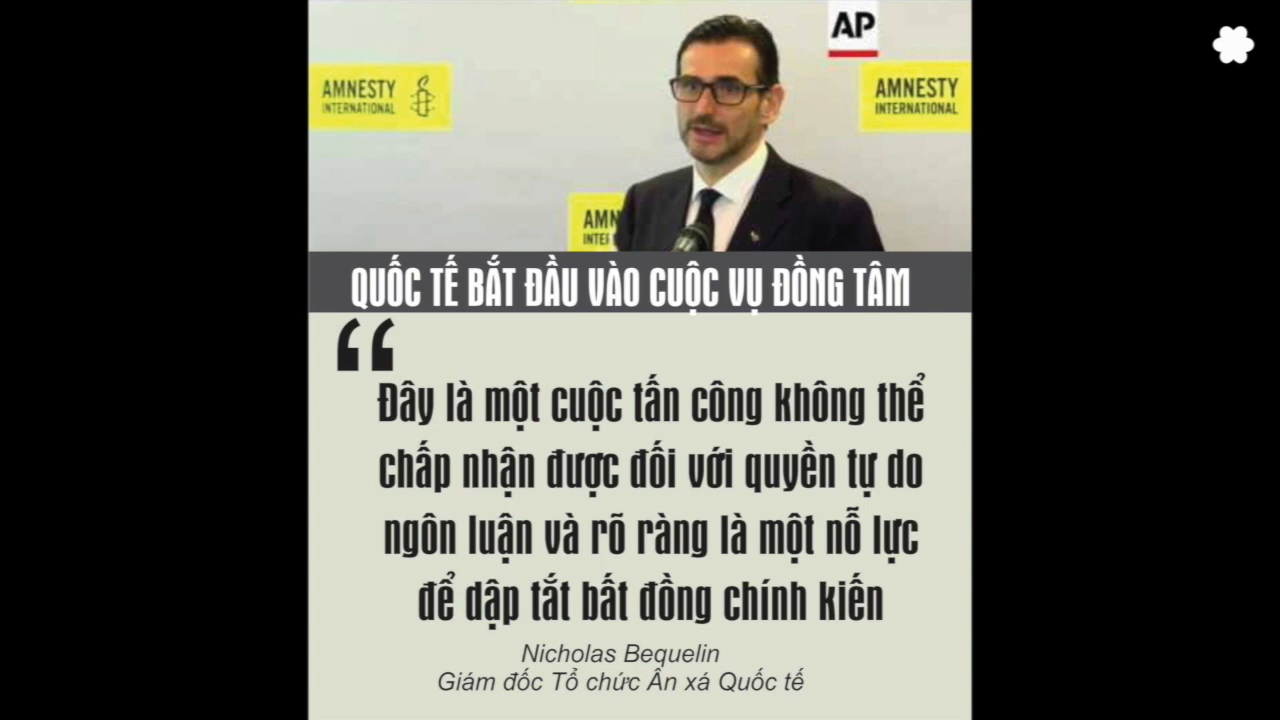 AP
AMNESTY
INTERNATIONAL
AMNESTY
INTERNATIONAL
AMN
INTER
QUỐC TẾ BẮT ĐẦU VÀO CUỘC VỤ ĐỒNG TÂM
“
Đây là một cuộc tấn công không thể
chấp nhận được đối với quyền tự do
ngôn luận và rõ ràng là một nỗ lực
để dập tắt bất đồng chính kiến
Nicholas Bequelin
Giám đốc Tổ chức Ân xá Quốc tế